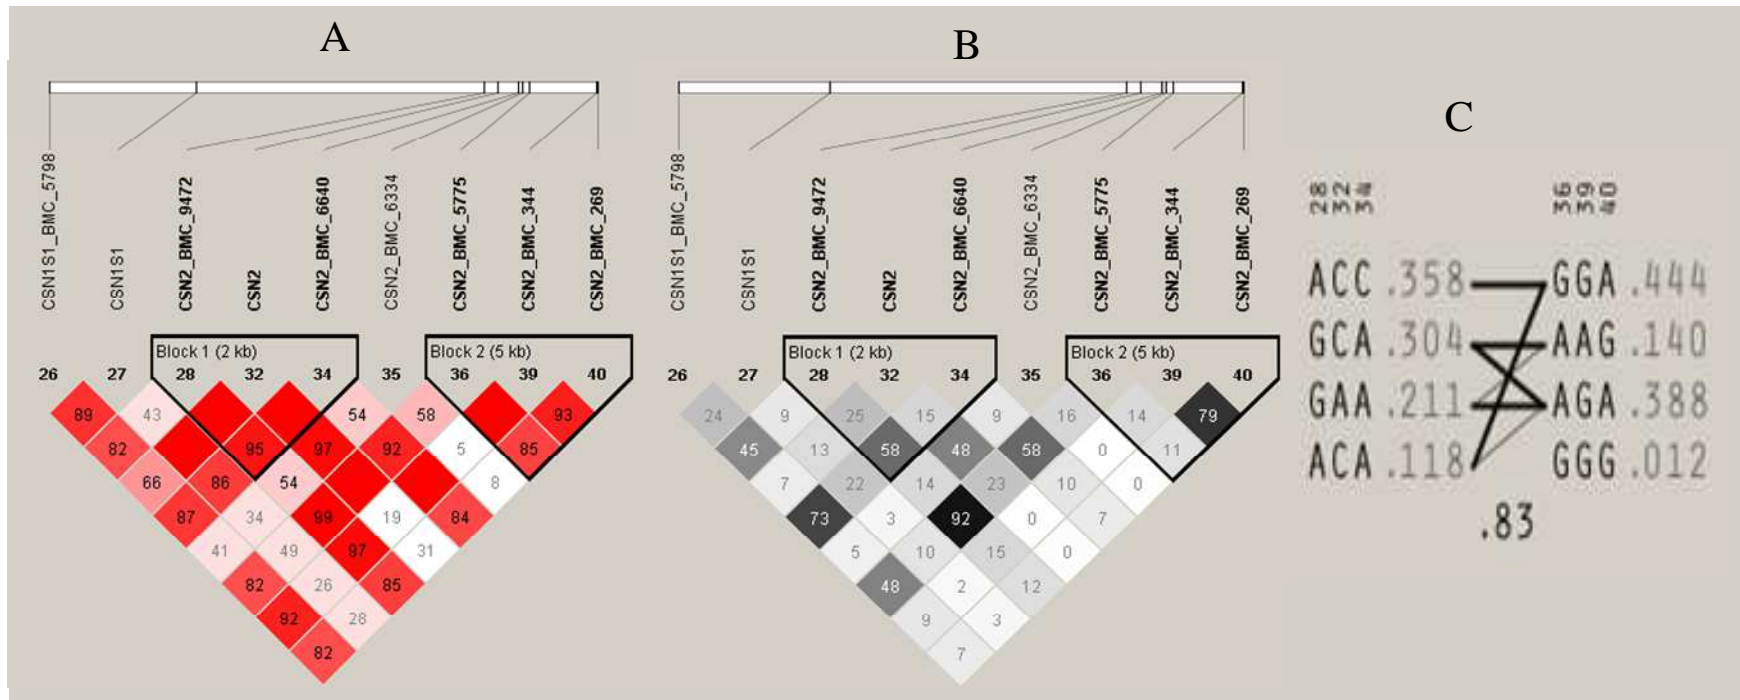 A
B
C
CSN1S1_BMC_5798
CSN1S1
CSN2_BMC_9472
CSN2
CSN2_BMC_6640
CSN2_BMC_6334
CSN2_BMC_5775
CSN2_BMC_344
CSN2_BMC_269
Block 1 (2 kb)
Block 2 (5 kb)
26 27 28 32 34 35 36 39 40
89 43 54 58 93
82 95 97 92 5 85
66 86 54 8
87 34 99 19 84
41 49 97 31
82 26 85
92 28
82
CSN1S1_BMC_5798
CSN1S1
CSN2_BMC_9472
CSN2
CSN2_BMC_6640
CSN2_BMC_6334
CSN2_BMC_5775
CSN2_BMC_344
CSN2_BMC_269
Block 1 (2 kb)
Block 2 (5 kb)
26 27 28 32 34 35 36 39 40
24 9 25 15 9 16 14 79
45 13 58 48 58 0 11
7 22 14 23 10 0
73 3 92 0 7
5 10 15 0
48 2 12
9 3
7
28 32 34
36 39 40
ACC .358 GGA .444
GCA .304 AAG .140
GAA .211 AGA .388
ACA .118 GGG .012
.83